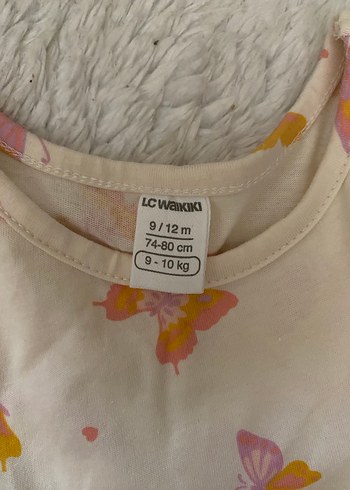 LC WAIKIKI
9 / 12 m
74-80 cm
9 - 10 kg